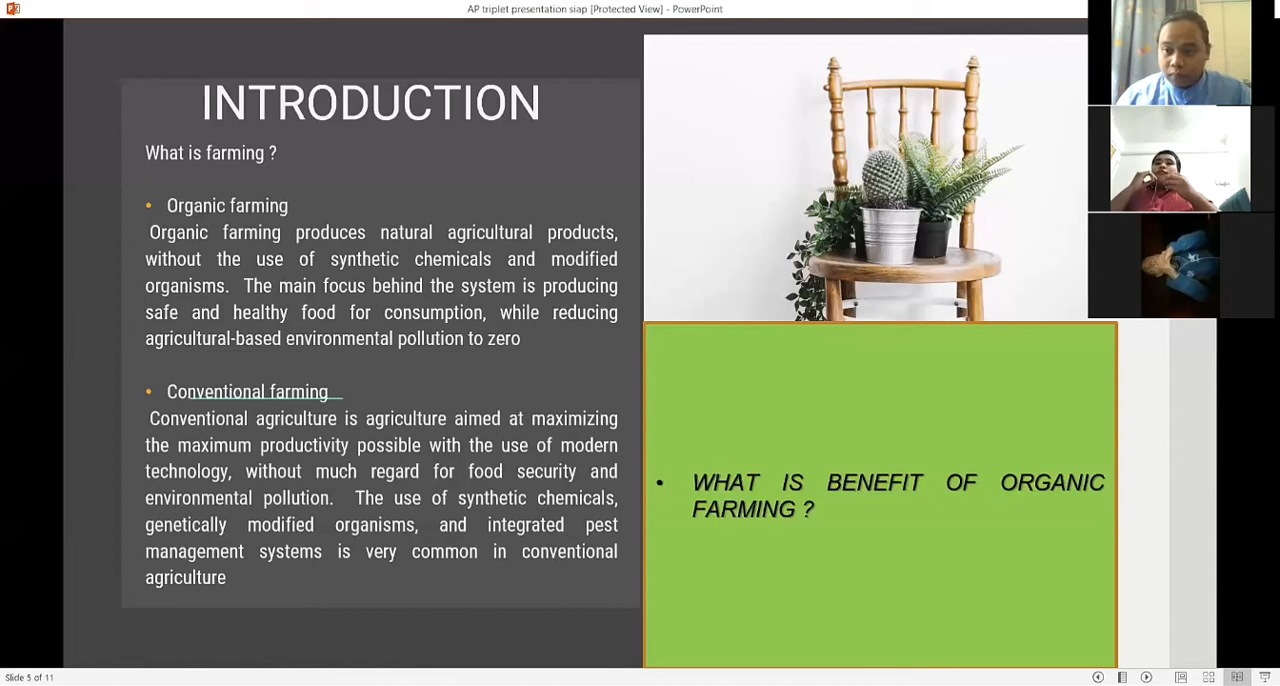 AP triplet presentation siap [Protected View] - PowerPoint
INTRODUCTION
What is farming ?
• Organic farming
Organic farming produces natural agricultural products,
without the use of synthetic chemicals and modified
organisms. The main focus behind the system is producing
safe and healthy food for consumption, while reducing
agricultural-based environmental pollution to zero
• Conventional farming
Conventional agriculture is agriculture aimed at maximizing
the maximum productivity possible with the use of modern
technology, without much regard for food security and
environmental pollution. The use of synthetic chemicals,
genetically modified organisms, and integrated pest
management systems is very common in conventional
agriculture
• WHAT IS BENEFIT OF ORGANIC
FARMING ?
Slide 5 of 11